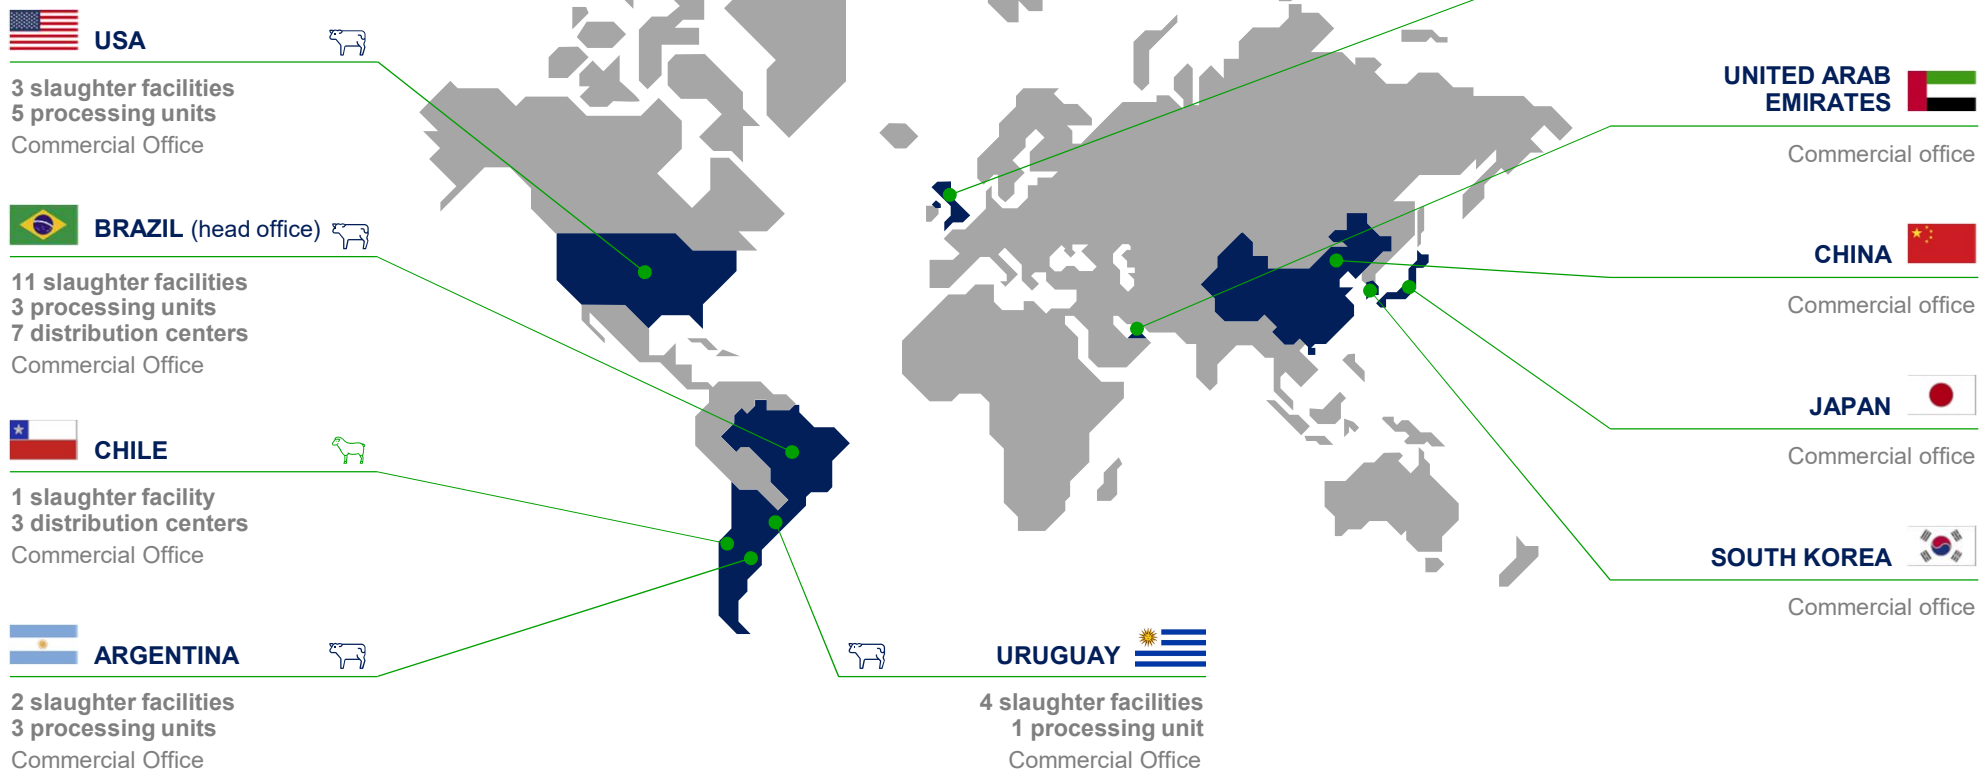 USA
3 slaughter facilities
5 processing units
Commercial Office
BRAZIL (head office)
11 slaughter facilities
3 processing units
7 distribution centers
Commercial Office
CHILE
1 slaughter facility
3 distribution centers
Commercial Office
ARGENTINA
2 slaughter facilities
3 processing units
Commercial Office
URUGUAY
4 slaughter facilities
1 processing unit
Commercial Office
UNITED ARAB
EMIRATES
Commercial office
CHINA
Commercial office
JAPAN
Commercial office
SOUTH KOREA
Commercial office